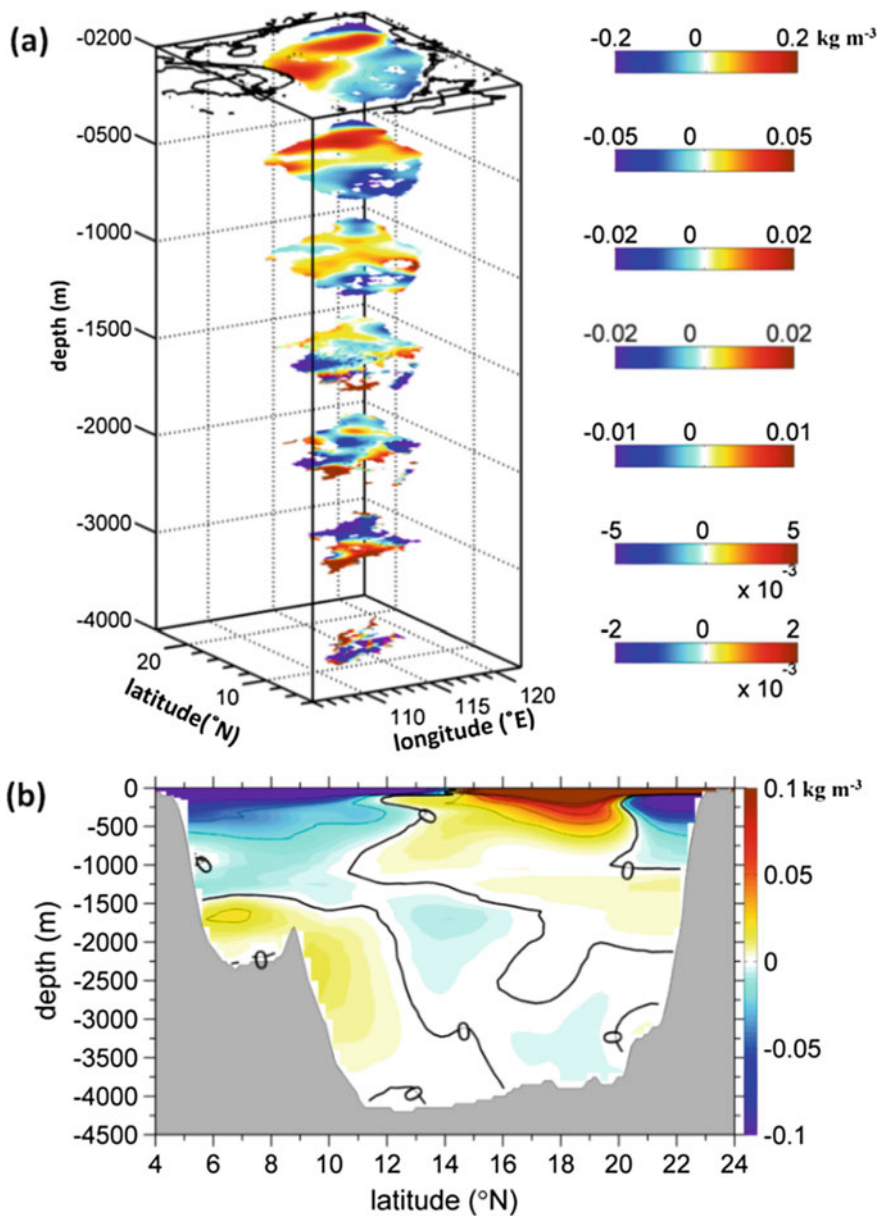 (a)
-0200
-0500
-1000
-1500
-2000
-3000
-4000
depth (m)
20
10
latitude(°N)
110
115
120
longitude (°E)
-0.2 0 0.2 kg m-3
-0.05 0 0.05
-0.02 0 0.02
-0.02 0 0.02
-0.01 0 0.01
-5 0 5
x 10-3
-2 0 2
x 10-3
(b)
0
-500
-1000
-1500
-2000
-2500
-3000
-3500
-4000
-4500
depth (m)
0
0
0
0
0
0
0
4 6 8 10 12 14 16 18 20 22 24
latitude (°N)
0.1 kg m-3
0.05
0
-0.05
-0.1